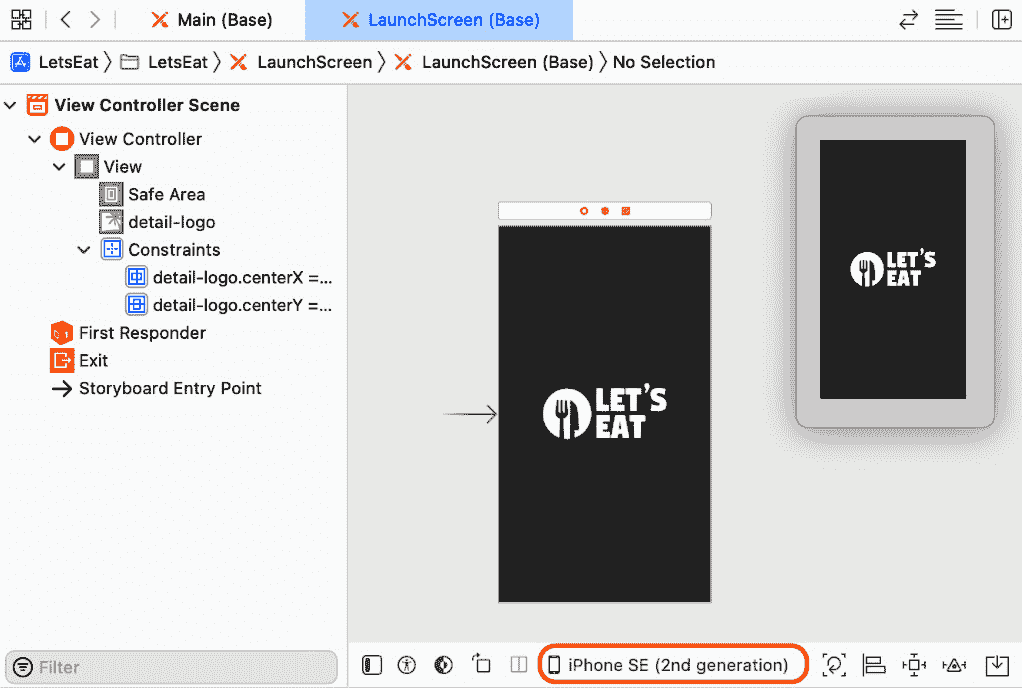 Main (Base)
LaunchScreen (Base)
LetsEat
LetsEat
LaunchScreen
LaunchScreen (Base)
No Selection
View Controller Scene
View Controller
View
Safe Area
detail-logo
Constraints
detail-logo.centerX =...
detail-logo.centerY =...
First Responder
Exit
Storyboard Entry Point
LET'S
EAT
LET'S
EAT
Filter
iPhone SE (2nd generation)